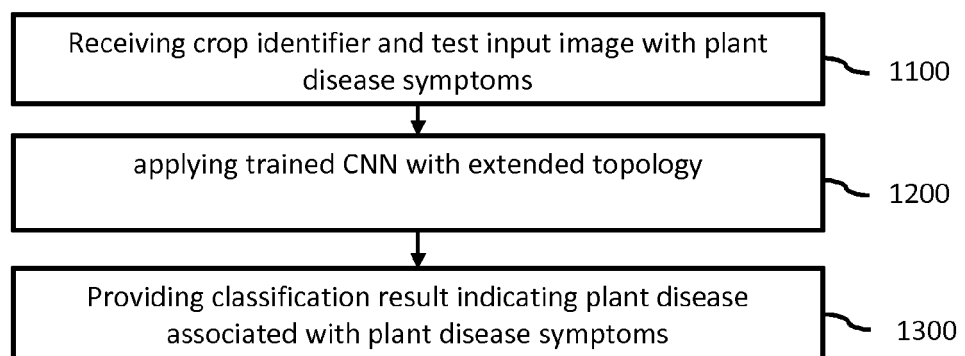 Receiving crop identifier and test input image with plant
disease symptoms
1100
applying trained CNN with extended topology
1200
Providing classification result indicating plant disease
associated with plant disease symptoms
1300